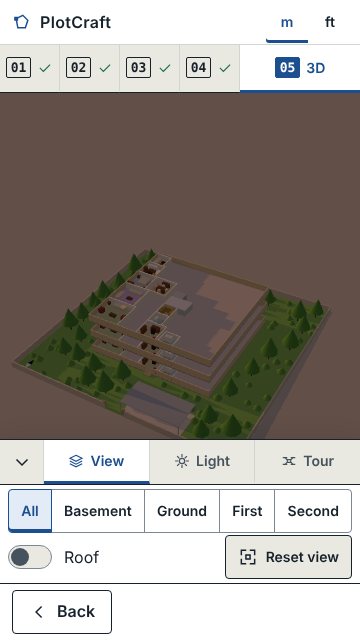 PlotCraft
m
ft
01
02
03
04
05 3D
View
Light
Tour
All
Basement
Ground
First
Second
Roof
Reset view
Back